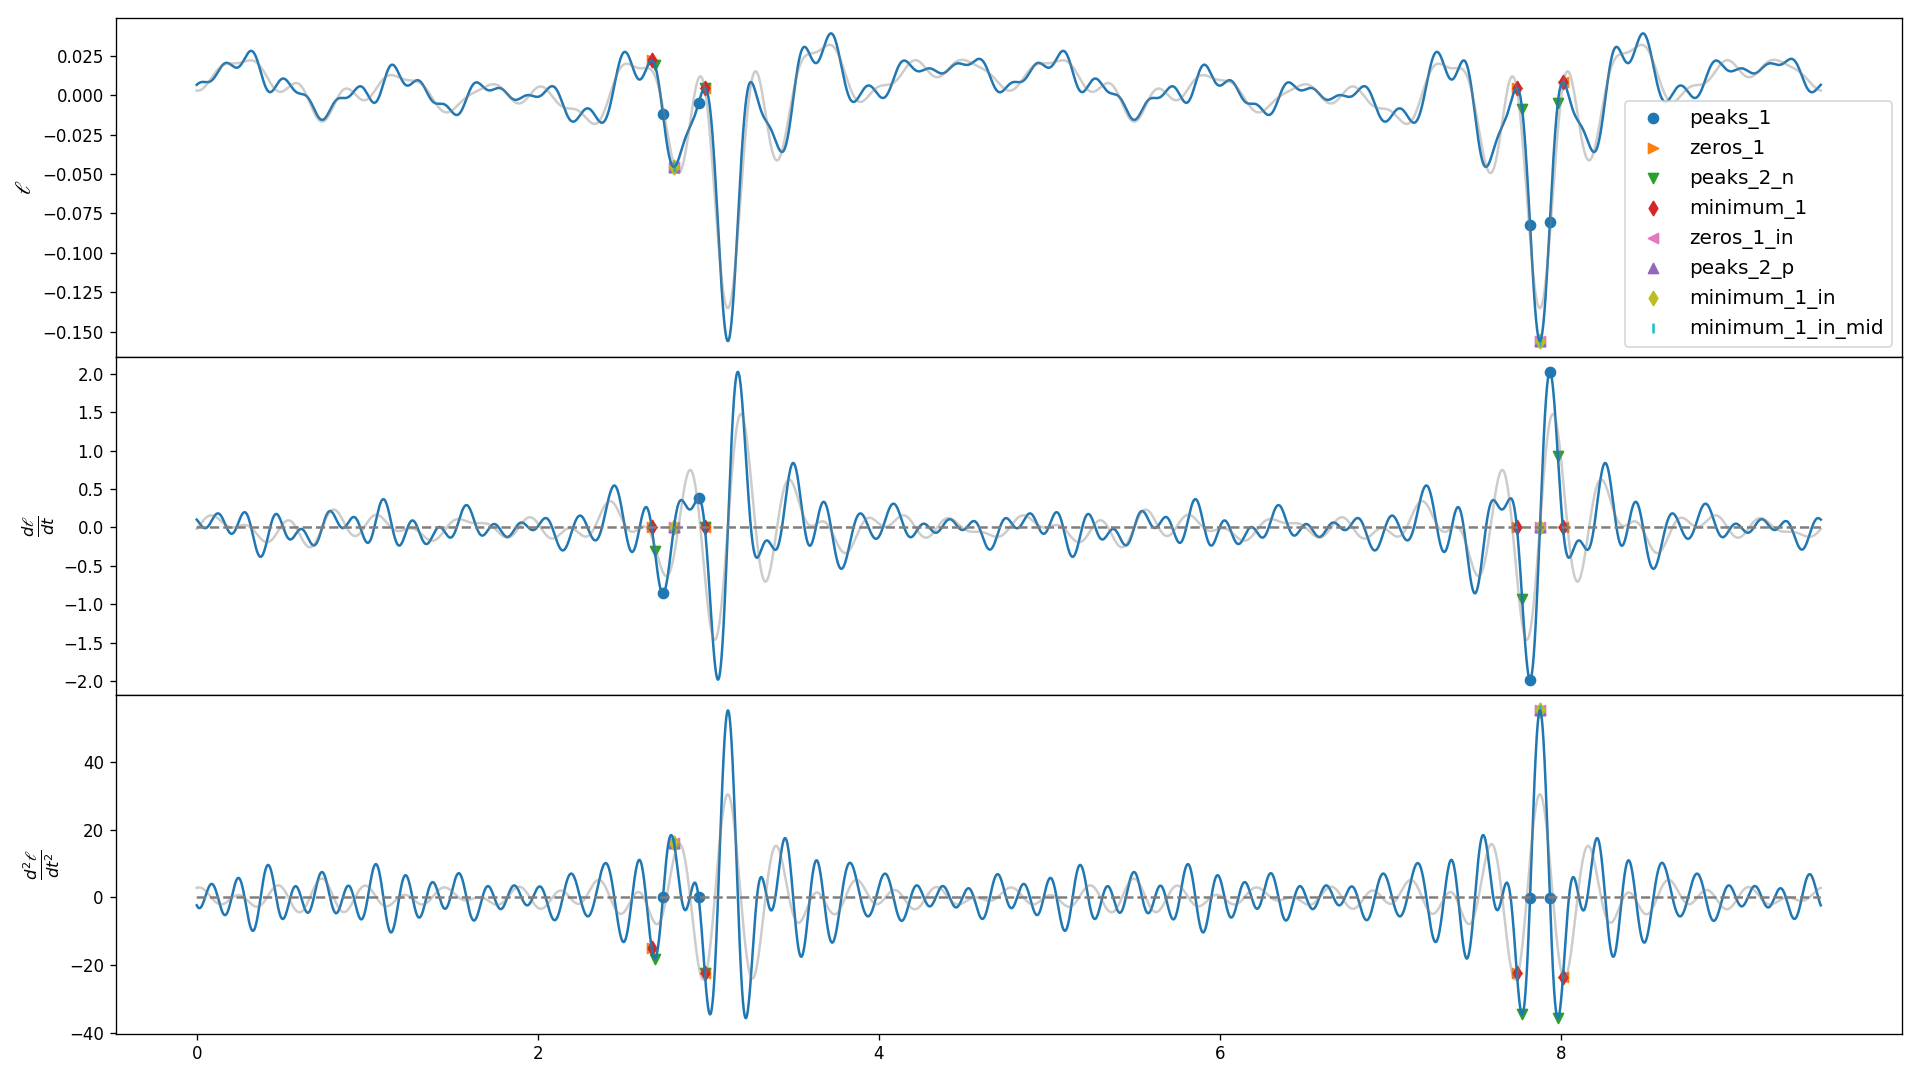 0.025
0.000
−0.025
−0.050
−0.075
−0.100
−0.125
−0.150
ℓ
peaks_1
zeros_1
peaks_2_n
minimum_1
zeros_1_in
peaks_2_p
minimum_1_in
minimum_1_in_mid
2.0
1.5
1.0
0.5
0.0
−0.5
−1.0
−1.5
−2.0
dℓ/dt
40
20
0
−20
−40
d²ℓ/dt²
0 2 4 6 8